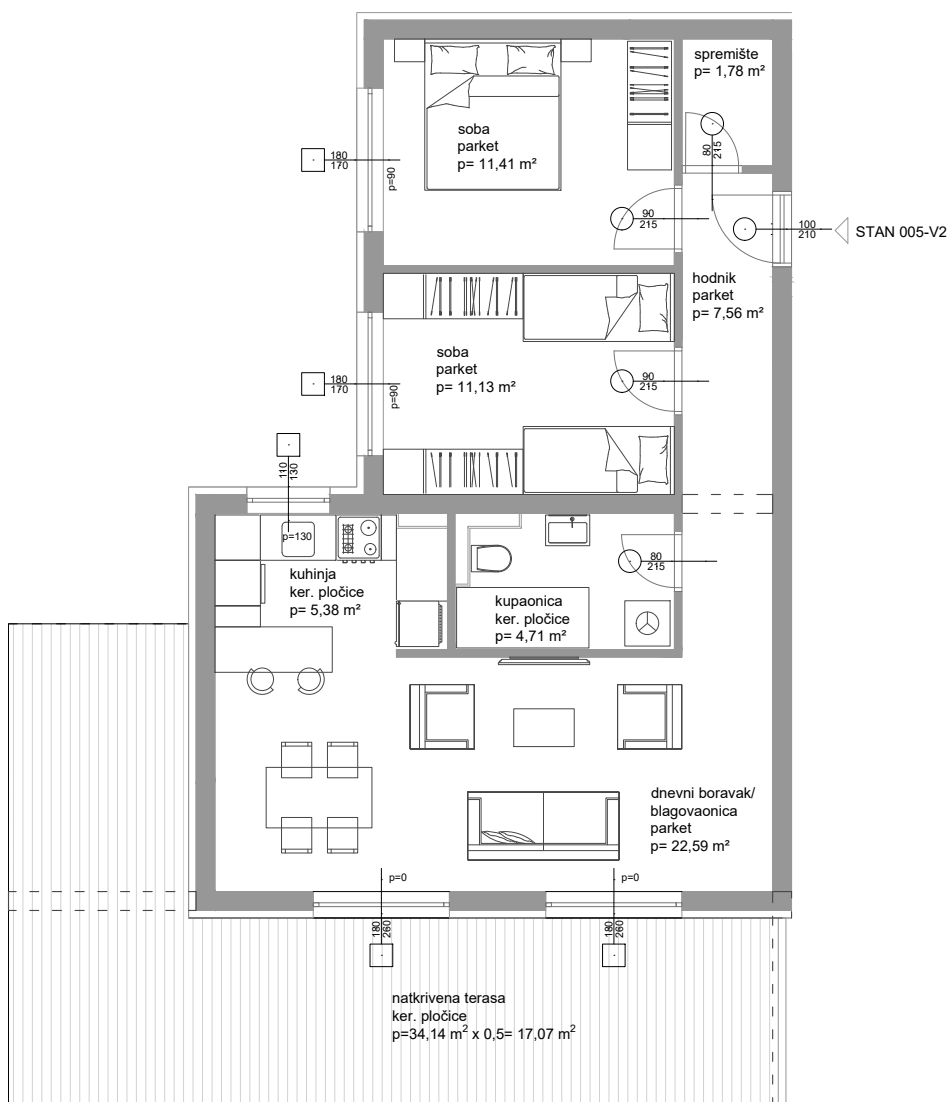 spremište
p= 1,78 m²
soba
parket
p= 11,41 m²
180
170
p=90
80
215
90
215
100
210
STAN 005-V2
hodnik
parket
p= 7,56 m²
soba
parket
p= 11,13 m²
180
170
p=90
90
215
110
130
p=130
kuhinja
ker. pločice
p= 5,38 m²
80
215
kupaonica
ker. pločice
p= 4,71 m²
dnevni boravak/
blagovaonica
parket
p= 22,59 m²
p=0
p=0
180
260
180
260
natkrivena terasa
ker. pločice
p=34,14 m² x 0,5= 17,07 m²